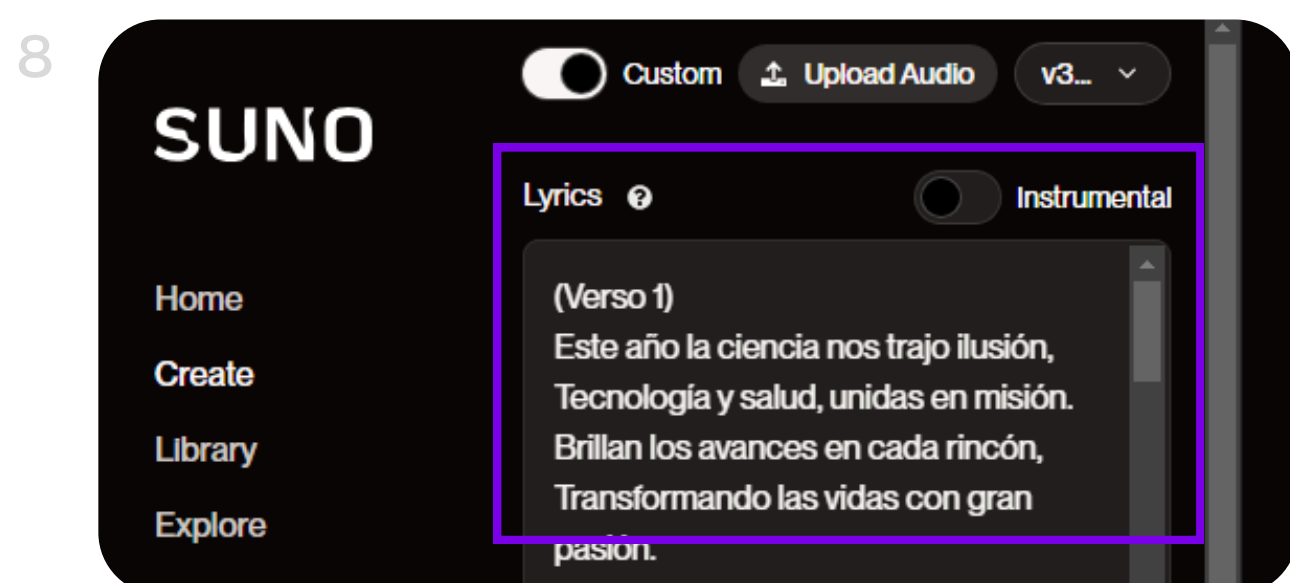 8
Custom Upload Audio v3...
SUNO
Lyrics ? Instrumental
Home
Create
Library
Explore
(Verso 1)
Este año la ciencia nos trajo ilusión,
Tecnología y salud, unidas en misión.
Brillan los avances en cada rincón,
Transformando las vidas con gran
pasión.